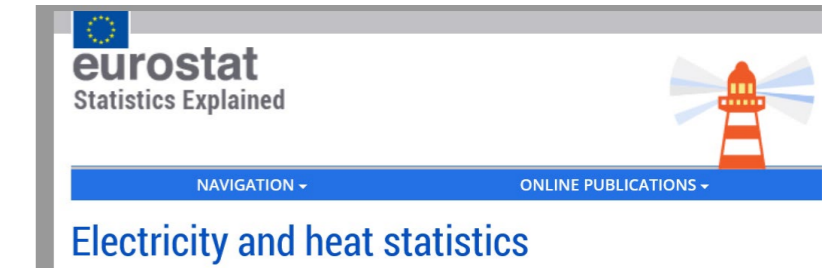 eurostat
Statistics Explained
NAVIGATION
ONLINE PUBLICATIONS
Electricity and heat statistics